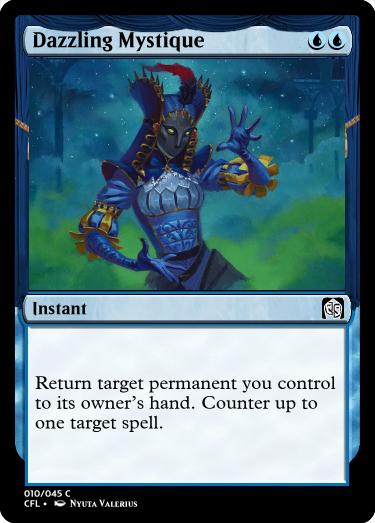 Dazzling Mystique
Instant
Return target permanent you control
to its owner's hand. Counter up to
one target spell.
010/045 C
CFL • Nyuta Valerius